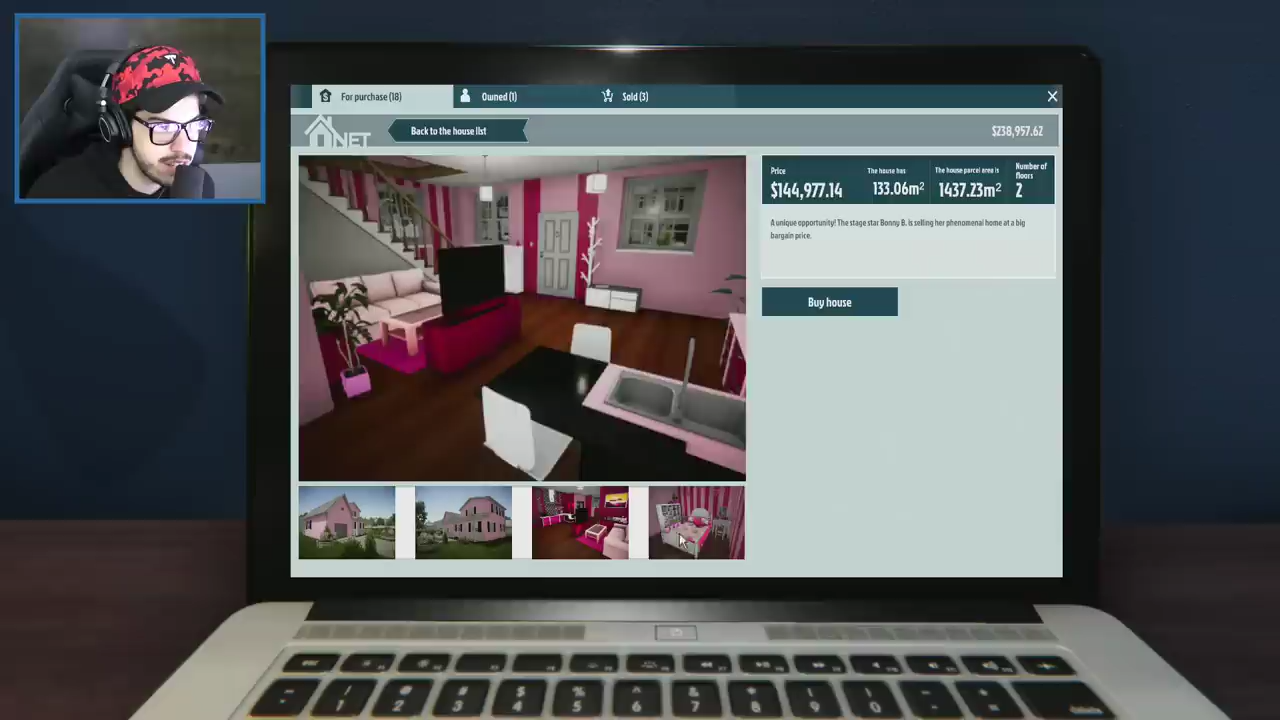 For purchase (18)
Owned (1)
Sold (3)
NET
Back to the house list
$238,957.62
Price
$144,977.14
The house has
133.06m²
The house parcel area is
1437.23m²
Number of
floors
2
A unique opportunity! The stage star Bonny B. is selling her phenomenal home at a big
bargain price.
Buy house